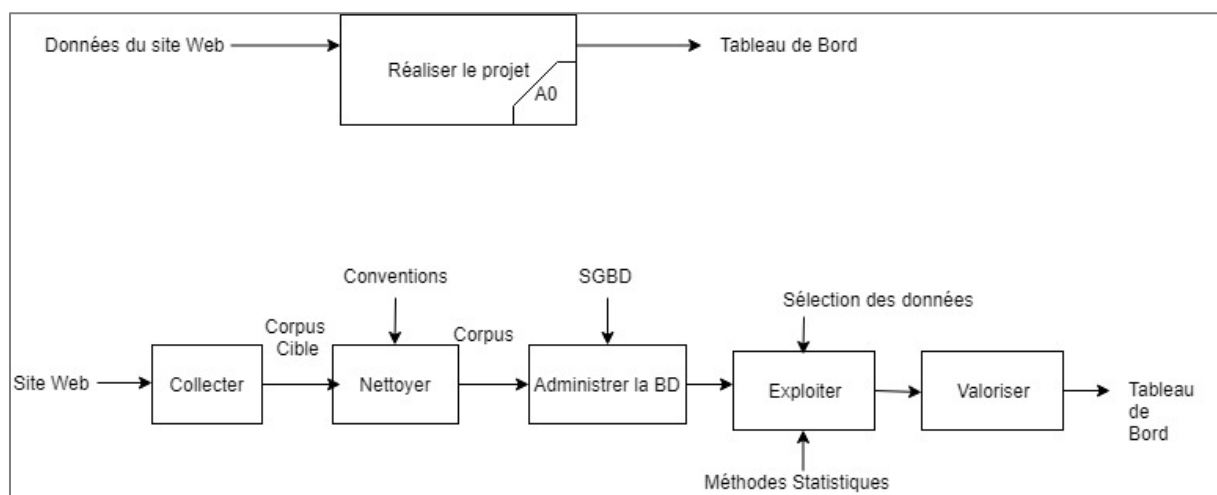 Données du site Web
Tableau de Bord
Réaliser le projet
A0
Conventions
SGBD
Sélection des données
Corpus
Cible
Corpus
Site Web
Collecter
Nettoyer
Administrer la BD
Exploiter
Valoriser
Tableau
de
Bord
Méthodes Statistiques